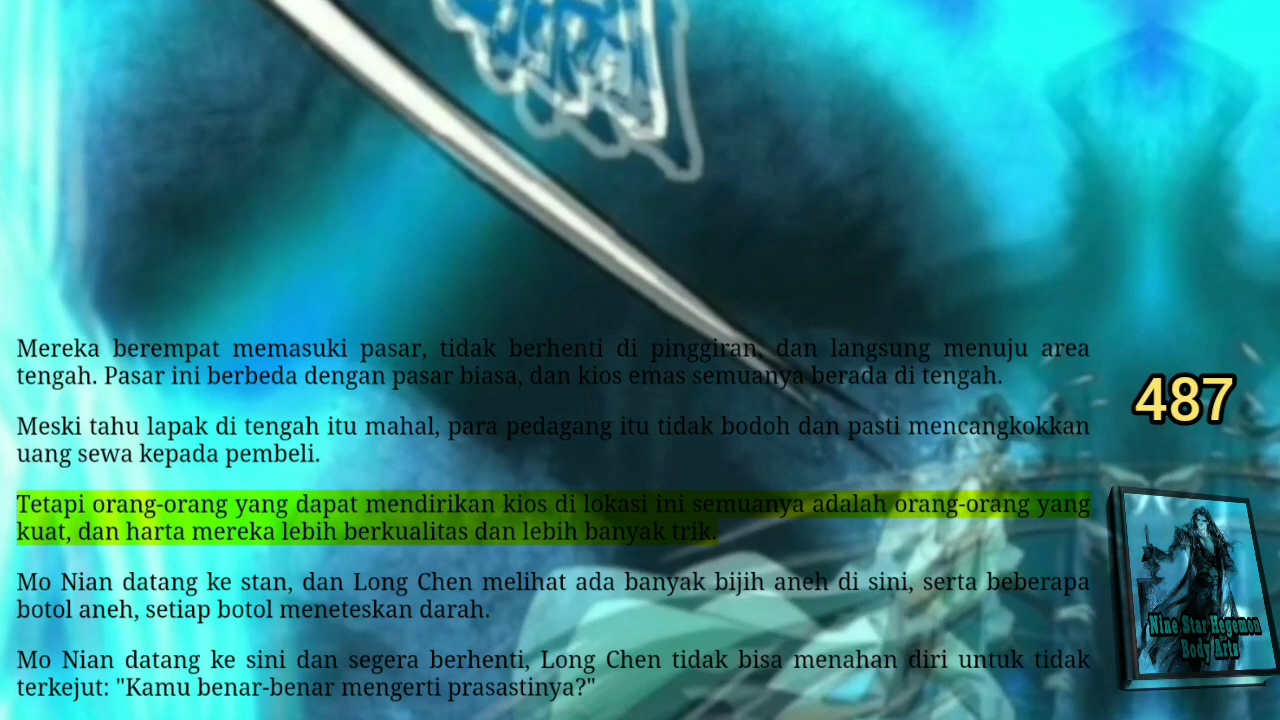 Mereka berempat memasuki pasar, tidak berhenti di pinggiran, dan langsung menuju area
tengah. Pasar ini berbeda dengan pasar biasa, dan kios emas semuanya berada di tengah.
Meski tahu lapak di tengah itu mahal, para pedagang itu tidak bodoh dan pasti mencangkokkan
uang sewa kepada pembeli.
Tetapi orang-orang yang dapat mendirikan kios di lokasi ini semuanya adalah orang-orang yang
kuat, dan harta mereka lebih berkualitas dan lebih banyak trik.
Mo Nian datang ke stan, dan Long Chen melihat ada banyak bijih aneh di sini, serta beberapa
botol aneh, setiap botol meneteskan darah.
Mo Nian datang ke sini dan segera berhenti, Long Chen tidak bisa menahan diri untuk tidak
terkejut: "Kamu benar-benar mengerti prasastinya?"
487
Nine Star Hegemon
Body Arts